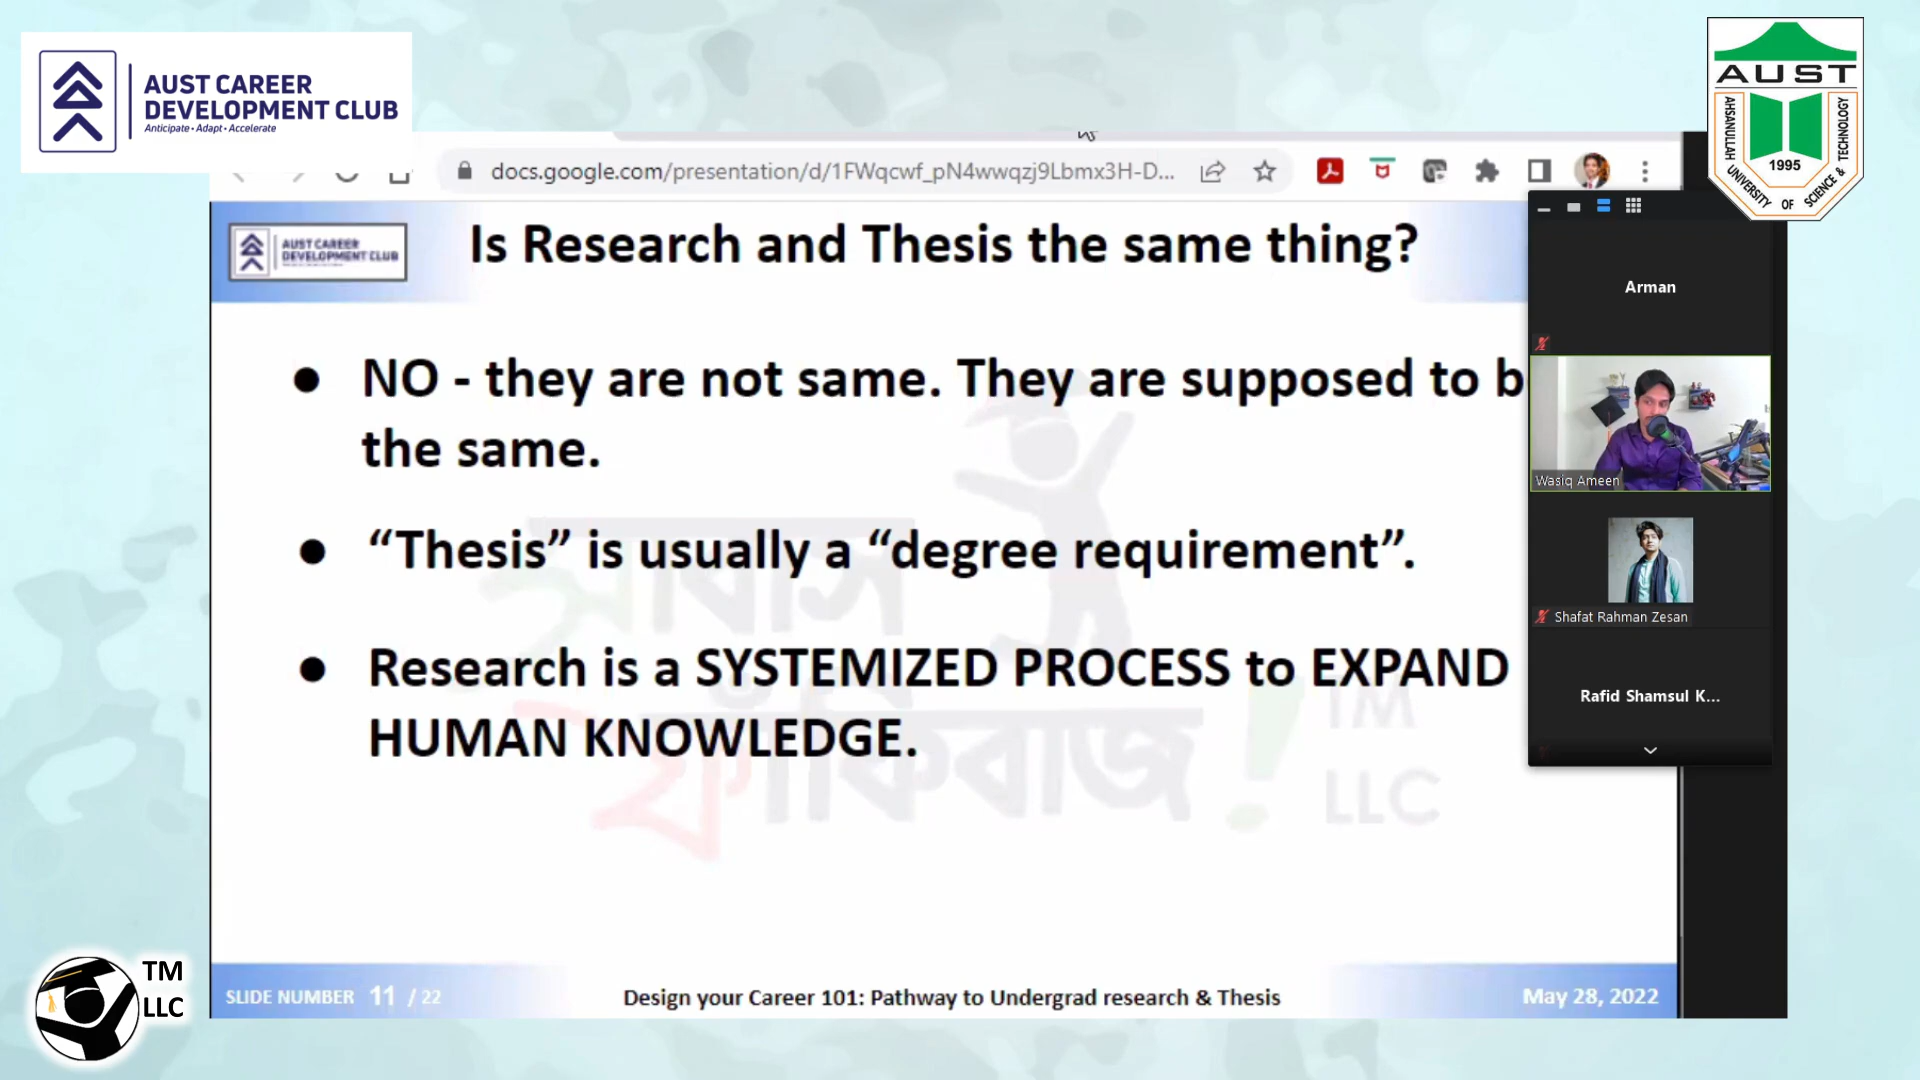 AUST CAREER
DEVELOPMENT CLUB
Anticipate • Adapt • Accelerate
AUST
AHSANULLAH UNIVERSITY OF SCIENCE & TECHNOLOGY
1995
docs.google.com/presentation/d/1FWqcwf_pN4wwqzj9Lbmx3H-D...
AUST CAREER
DEVELOPMENT CLUB
Is Research and Thesis the same thing?
● NO - they are not same. They are supposed to b
the same.
● “Thesis” is usually a “degree requirement”.
● Research is a SYSTEMIZED PROCESS to EXPAND
HUMAN KNOWLEDGE.
সাবাস
ফাঁকিবাজ !
TM
LLC
Arman
Wasiq Ameen
Shafat Rahman Zesan
Rafid Shamsul K...
SLIDE NUMBER 11 / 22
Design your Career 101: Pathway to Undergrad research & Thesis
May 28, 2022
TM
LLC